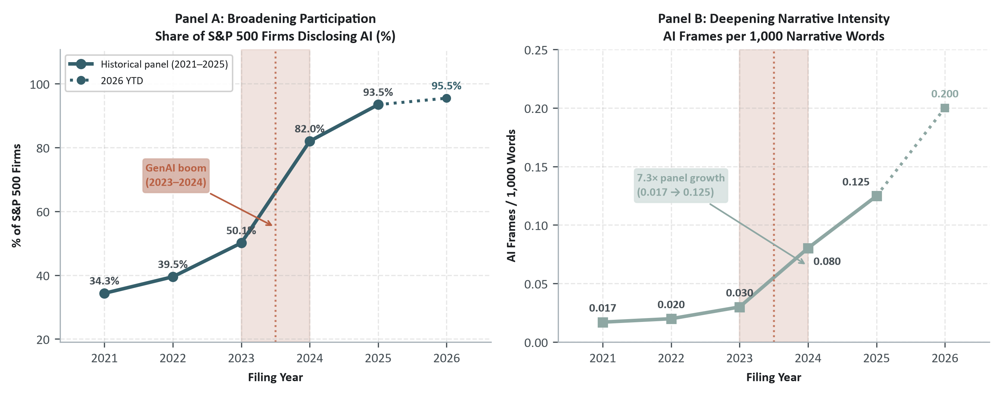 Panel A: Broadening Participation
Share of S&P 500 Firms Disclosing AI (%)
Historical panel (2021–2025)
2026 YTD
% of S&P 500 Firms
100
80
60
40
20
34.3%
39.5%
50.1%
82.0%
93.5%
95.5%
GenAI boom
(2023–2024)
2021
2022
2023
2024
2025
2026
Filing Year
Panel B: Deepening Narrative Intensity
AI Frames per 1,000 Narrative Words
AI Frames / 1,000 Words
0.25
0.20
0.15
0.10
0.05
0.00
0.017
0.020
0.030
0.080
0.125
0.200
7.3× panel growth
(0.017 → 0.125)
2021
2022
2023
2024
2025
2026
Filing Year